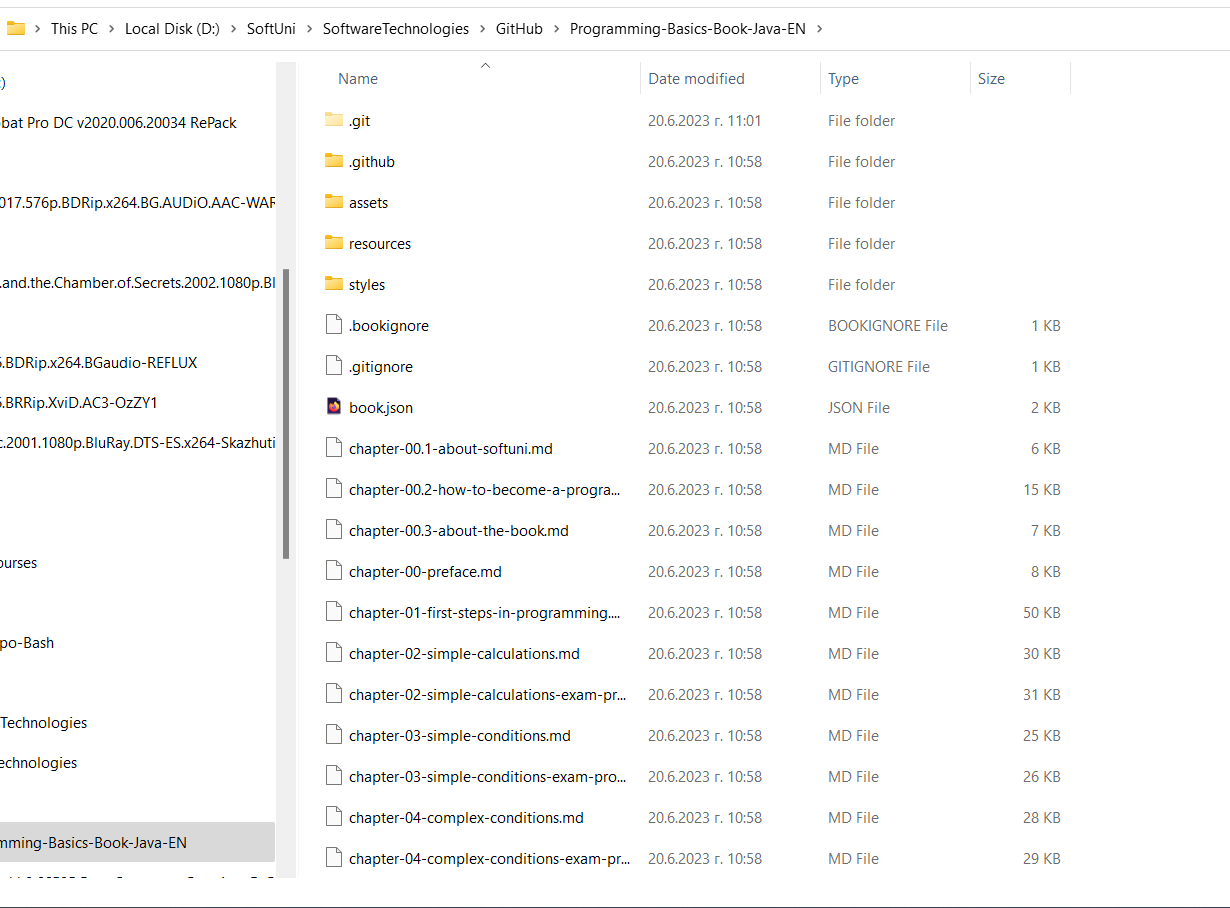 This PC > Local Disk (D:) > SoftUni > SoftwareTechnologies > GitHub > Programming-Basics-Book-Java-EN >
:)
bat Pro DC v2020.006.20034 RePack
017.576p.BDRip.x264.BG.AUDiO.AAC-WAR
.and.the.Chamber.of.Secrets.2002.1080p.Bl
.BDRip.x264.BGaudio-REFLUX
.BRRip.XviD.AC3-OzZY1
c.2001.1080p.BluRay.DTS-ES.x264-Skazhuti
ourses
po-Bash
Technologies
echnologies
mming-Basics-Book-Java-EN
Name Date modified Type Size
.git 20.6.2023 г. 11:01 File folder
.github 20.6.2023 г. 10:58 File folder
assets 20.6.2023 г. 10:58 File folder
resources 20.6.2023 г. 10:58 File folder
styles 20.6.2023 г. 10:58 File folder
.bookignore 20.6.2023 г. 10:58 BOOKIGNORE File 1 KB
.gitignore 20.6.2023 г. 10:58 GITIGNORE File 1 KB
book.json 20.6.2023 г. 10:58 JSON File 2 KB
chapter-00.1-about-softuni.md 20.6.2023 г. 10:58 MD File 6 KB
chapter-00.2-how-to-become-a-progra... 20.6.2023 г. 10:58 MD File 15 KB
chapter-00.3-about-the-book.md 20.6.2023 г. 10:58 MD File 7 KB
chapter-00-preface.md 20.6.2023 г. 10:58 MD File 8 KB
chapter-01-first-steps-in-programming.... 20.6.2023 г. 10:58 MD File 50 KB
chapter-02-simple-calculations.md 20.6.2023 г. 10:58 MD File 30 KB
chapter-02-simple-calculations-exam-pr... 20.6.2023 г. 10:58 MD File 31 KB
chapter-03-simple-conditions.md 20.6.2023 г. 10:58 MD File 25 KB
chapter-03-simple-conditions-exam-pro... 20.6.2023 г. 10:58 MD File 26 KB
chapter-04-complex-conditions.md 20.6.2023 г. 10:58 MD File 28 KB
chapter-04-complex-conditions-exam-pr... 20.6.2023 г. 10:58 MD File 29 KB